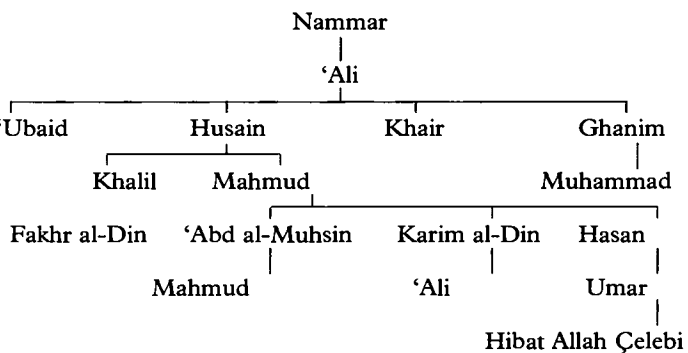 Nammar
‘Ali
‘Ubaid Husain Khair Ghanim
Khalil Mahmud Muhammad
Fakhr al-Din ‘Abd al-Muhsin Karim al-Din Hasan
Mahmud ‘Ali Umar
Hibat Allah Çelebi